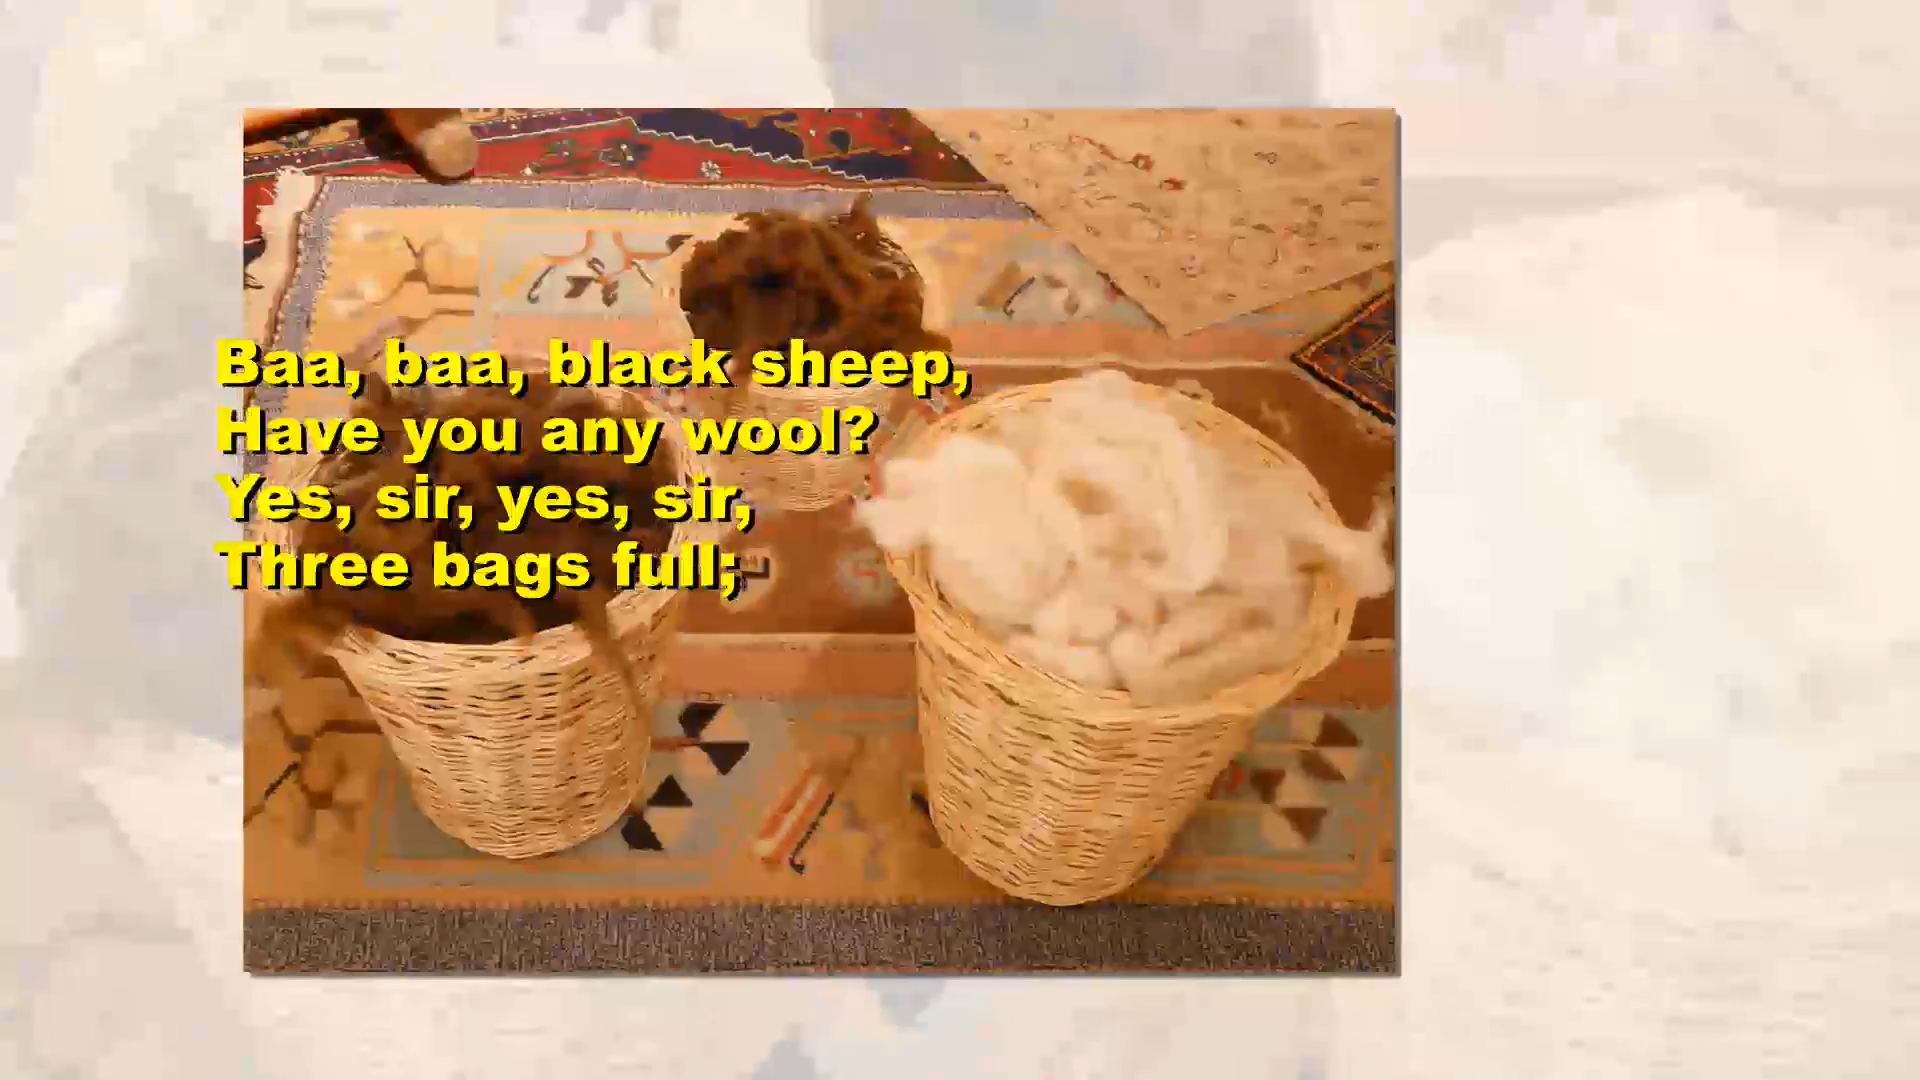 Baa, baa, black sheep,
Have you any wool?
Yes, sir, yes, sir,
Three bags full;